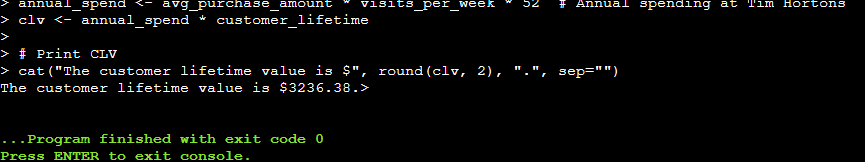 > annual_spend <- avg_purchase_amount * visits_per_week * 52  # Annual spending at Tim Hortons
> clv <- annual_spend * customer_lifetime
>
> # Print CLV
> cat("The customer lifetime value is $", round(clv, 2), ".", sep="")
The customer lifetime value is $3236.38.>
...Program finished with exit code 0
Press ENTER to exit console.